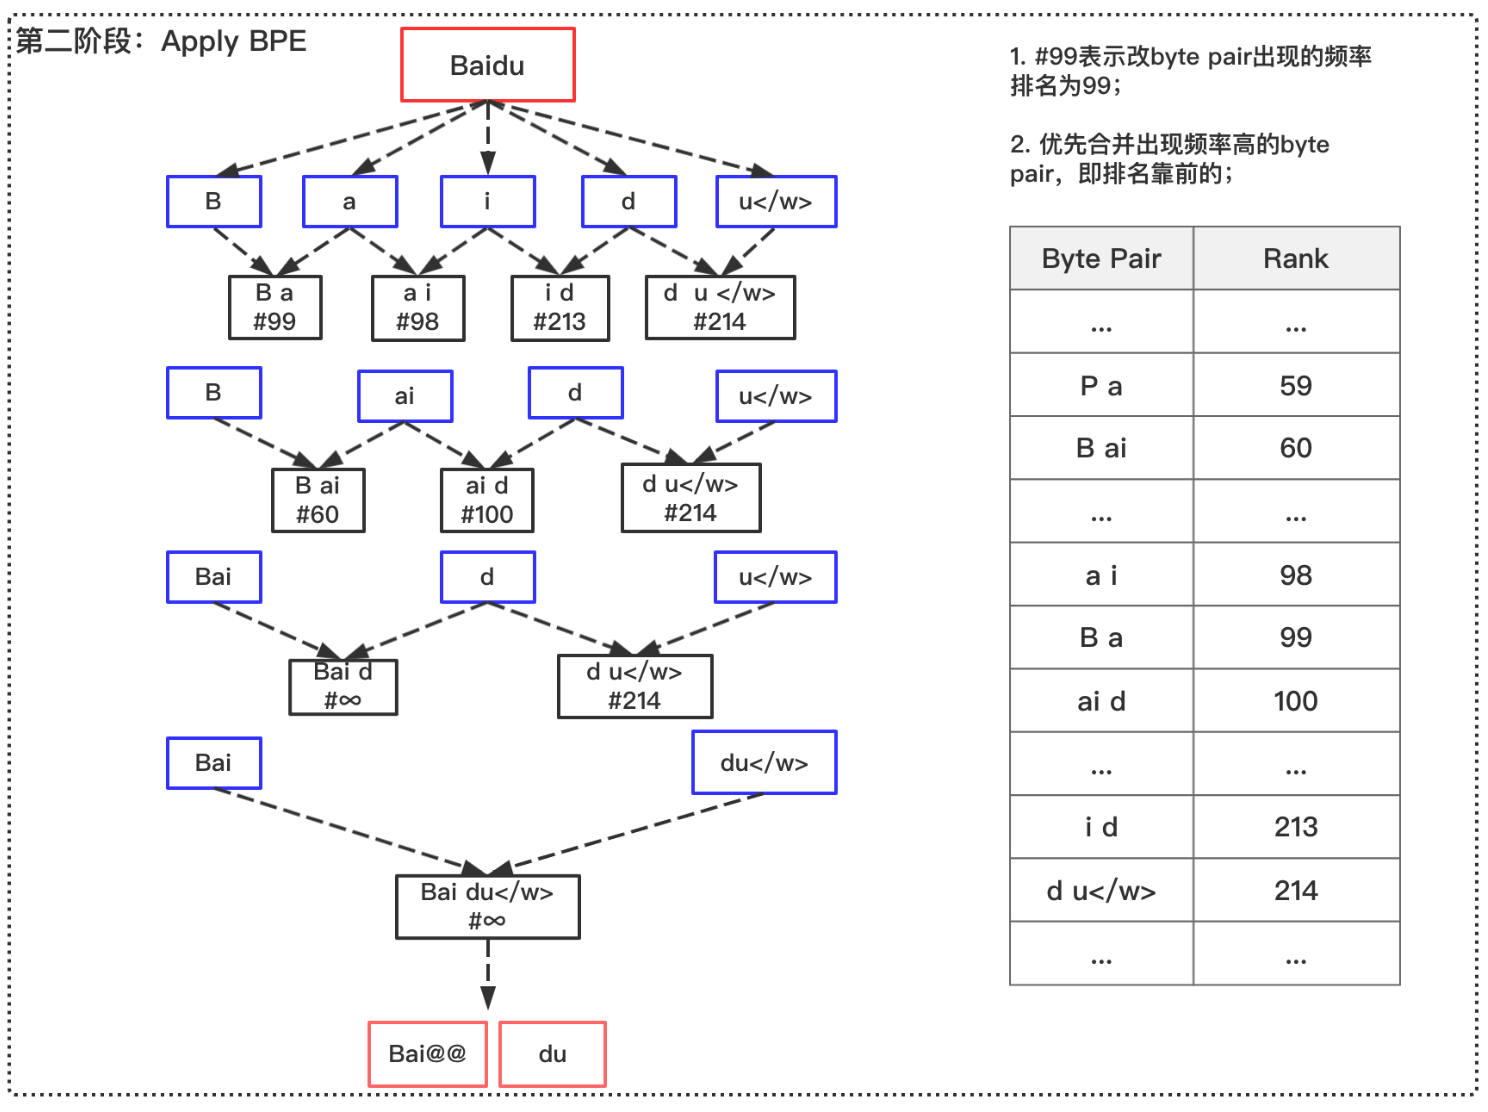 第二阶段：Apply BPE
Baidu
B
a
i
d
u</w>
B a
#99
a i
#98
i d
#213
d  u </w>
#214
B
ai
d
u</w>
B ai
#60
ai d
#100
d u</w>
#214
Bai
d
u</w>
Bai d
#∞
d u</w>
#214
Bai
du</w>
Bai du</w>
#∞
Bai@@
du
1. #99表示改byte pair出现的频率
排名为99；
2. 优先合并出现频率高的byte
pair，即排名靠前的；
Byte Pair Rank
... ...
P a 59
B ai 60
... ...
a i 98
B a 99
ai d 100
... ...
i d 213
d u</w> 214
... ...